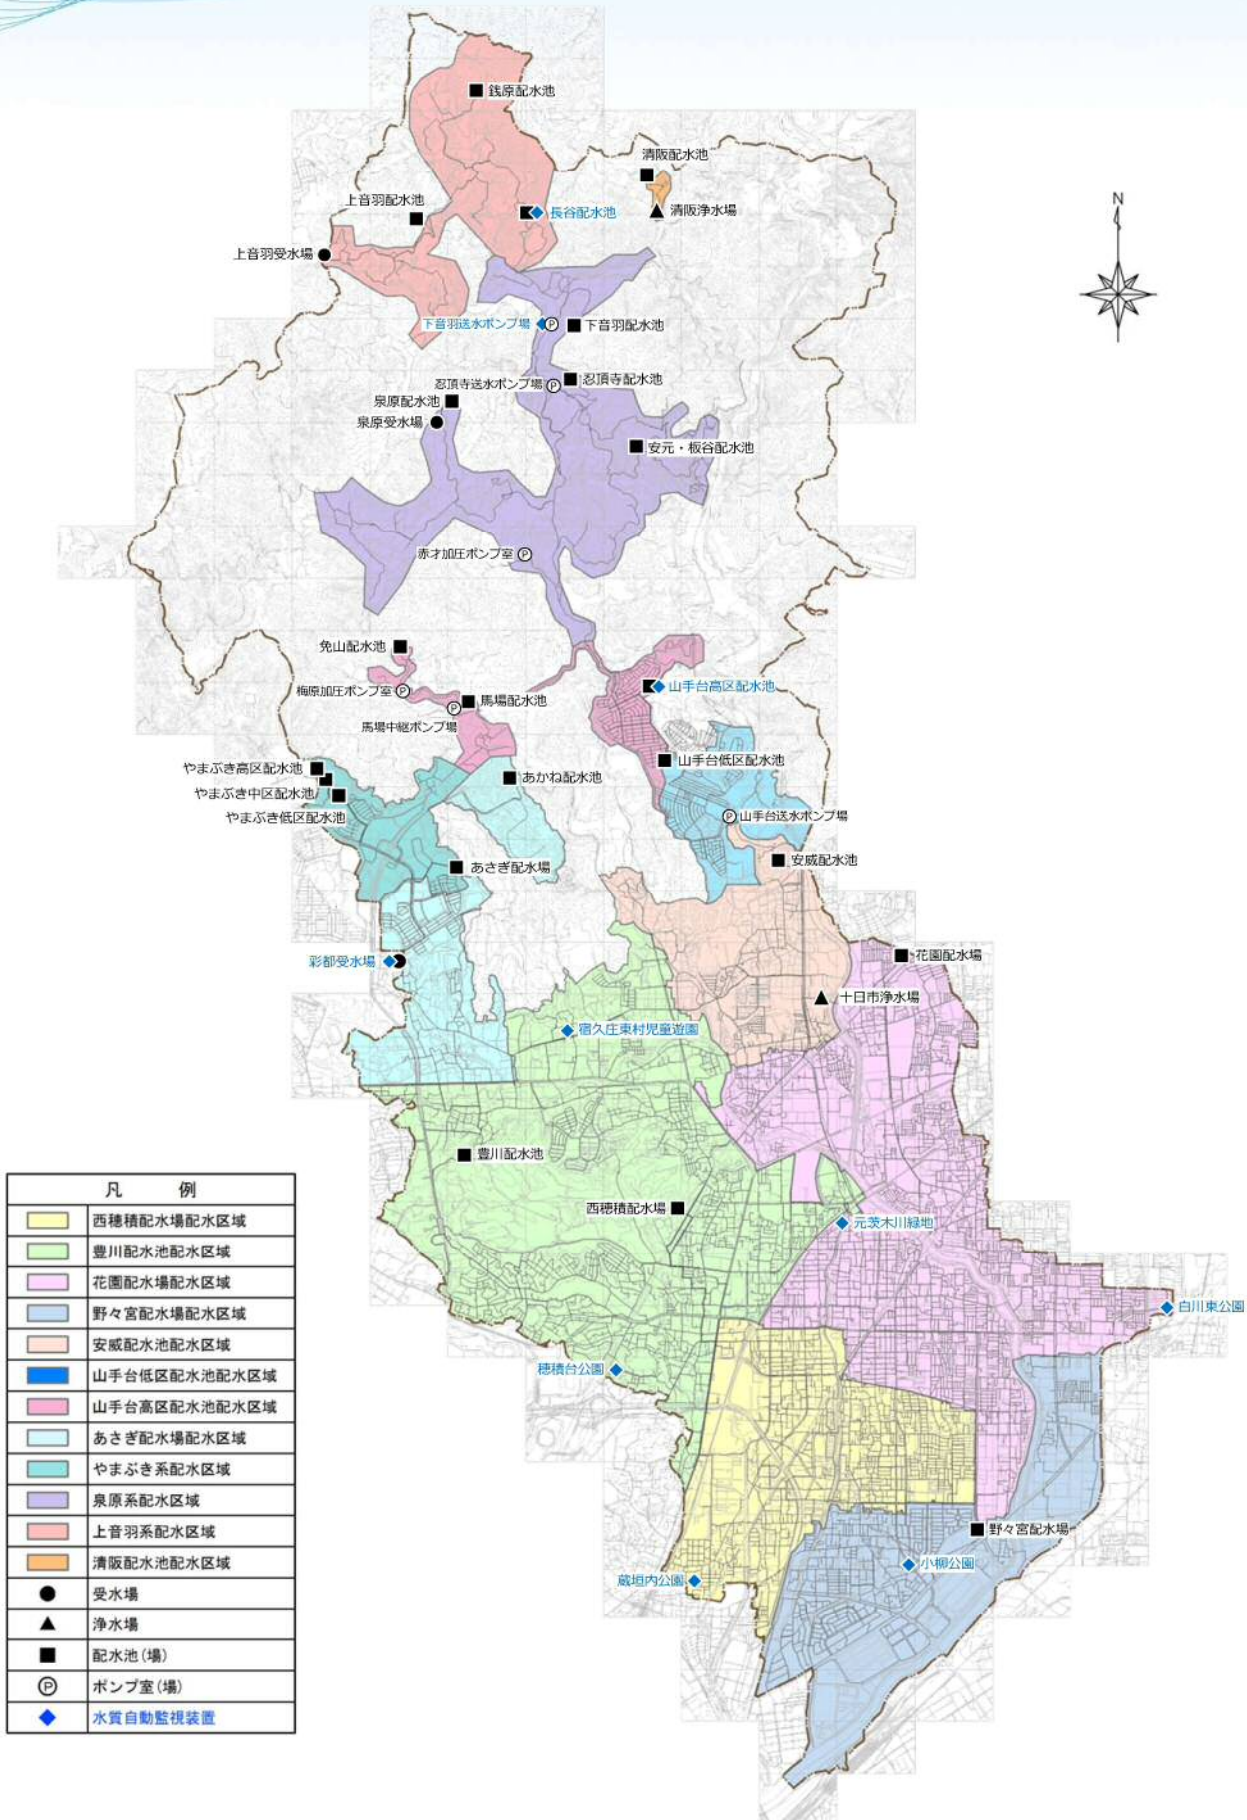 銭原配水池
清阪配水池
上音羽配水池
長谷配水池
清阪浄水場
N
上音羽受水場
下音羽送水ポンプ場
P
下音羽配水池
忍頂寺送水ポンプ場
P
忍頂寺配水池
泉原配水池
泉原受水場
安元・板谷配水池
赤才加圧ポンプ室
P
免山配水池
梅原加圧ポンプ室
P
馬場配水池
P
馬場中継ポンプ場
山手台高区配水池
山手台低区配水池
やまぶき高区配水池
やまぶき中区配水池
やまぶき低区配水池
あかね配水池
P
山手台送水ポンプ場
あさぎ配水場
安威配水池
彩都受水場
花園配水場
十日市浄水場
宿久庄東村児童遊園
豊川配水池
西穂積配水場
元茨木川緑地
白川東公園
穂積台公園
野々宮配水場
小柳公園
蔵垣内公園
凡 例
西穂積配水場配水区域
豊川配水池配水区域
花園配水場配水区域
野々宮配水場配水区域
安威配水池配水区域
山手台低区配水池配水区域
山手台高区配水池配水区域
あさぎ配水場配水区域
やまぶき系配水区域
泉原系配水区域
上音羽系配水区域
清阪配水池配水区域
受水場
浄水場
配水池(場)
P ポンプ室(場)
水質自動監視装置